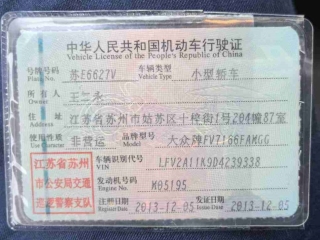 中华人民共和国机动车行驶证
Vehicle License of the People's Republic of China
号牌号码 苏E6627V 车辆类型 小型轿车
Plate No. Vehicle Type
所有人 王二永
Owner
住址 江苏省苏州市姑苏区十梓街1号204幢87室
Address
使用性质 非营运 品牌型号 大众牌FV7166FAMGG
Use Character Model
江苏省苏州 车辆识别代号 LFV2A11K9D4239338
VIN
市公安局交通 发动机号码 M05195
Engine No.
巡逻警察支队 注册日期 2013-12-05 发证日期 2013-12-05
Register Date Issue Date